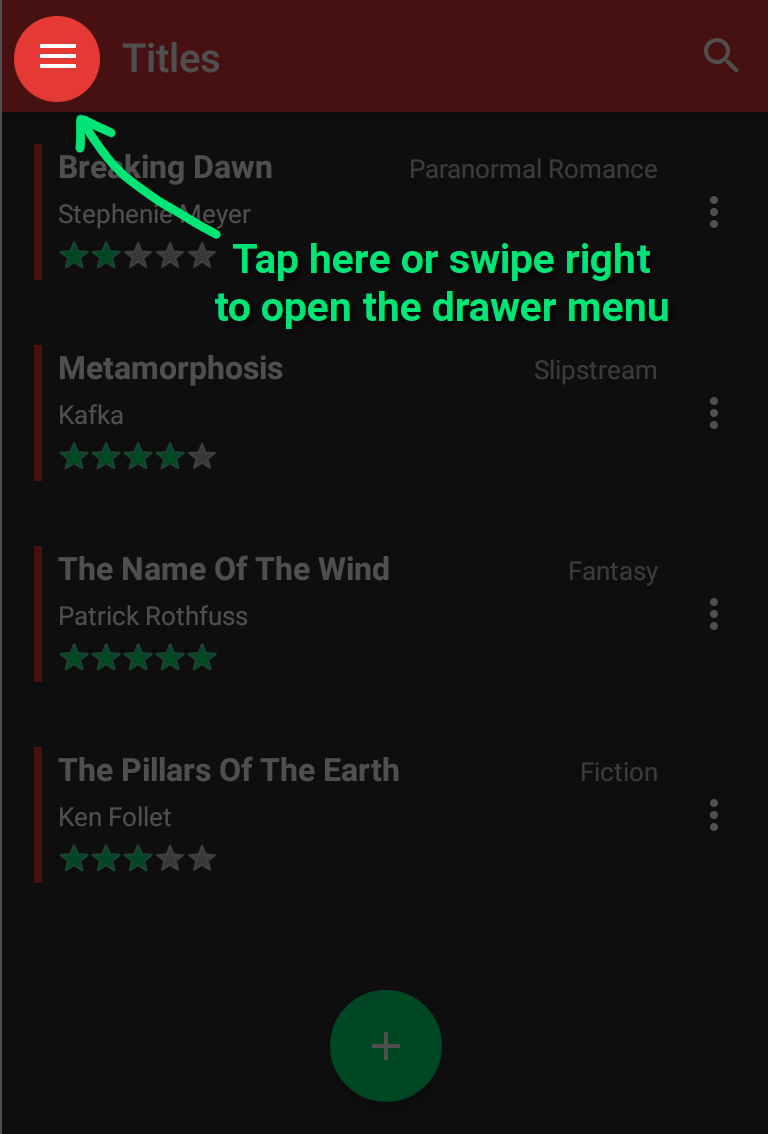 Titles
Breaking Dawn
Paranormal Romance
Stephenie Meyer
Tap here or swipe right
to open the drawer menu
Metamorphosis
Slipstream
Kafka
The Name Of The Wind
Fantasy
Patrick Rothfuss
The Pillars Of The Earth
Fiction
Ken Follet